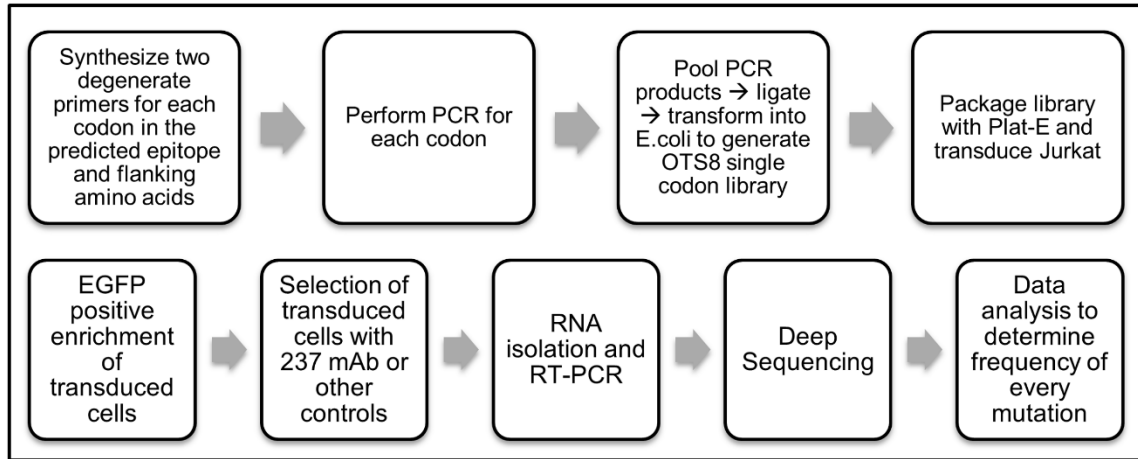 Synthesize two
degenerate
primers for each
codon in the
predicted epitope
and flanking
amino acids
Perform PCR for
each codon
Pool PCR
products → ligate
→ transform into
E.coli to generate
OTS8 single
codon library
Package library
with Plat-E and
transduce Jurkat
EGFP
positive
enrichment of
transduced
cells
Selection of
transduced
cells with
237 mAb or
other
controls
RNA
isolation and
RT-PCR
Deep
Sequencing
Data
analysis to
determine
frequency of
every
mutation